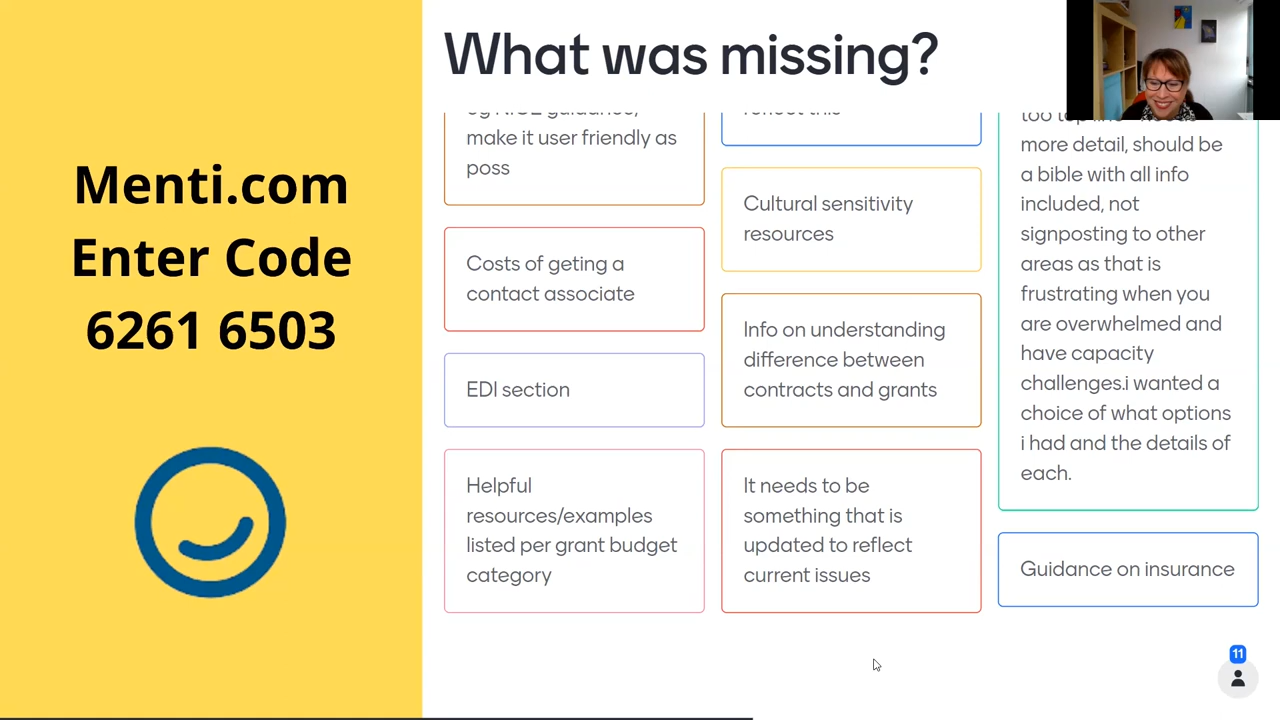 Menti.com
Enter Code
6261 6503
What was missing?
make it user friendly as
poss
Costs of geting a
contact associate
EDI section
Helpful
resources/examples
listed per grant budget
category
Cultural sensitivity
resources
Info on understanding
difference between
contracts and grants
It needs to be
something that is
updated to reflect
current issues
more detail, should be
a bible with all info
included, not
signposting to other
areas as that is
frustrating when you
are overwhelmed and
have capacity
challenges.i wanted a
choice of what options
i had and the details of
each.
Guidance on insurance
11